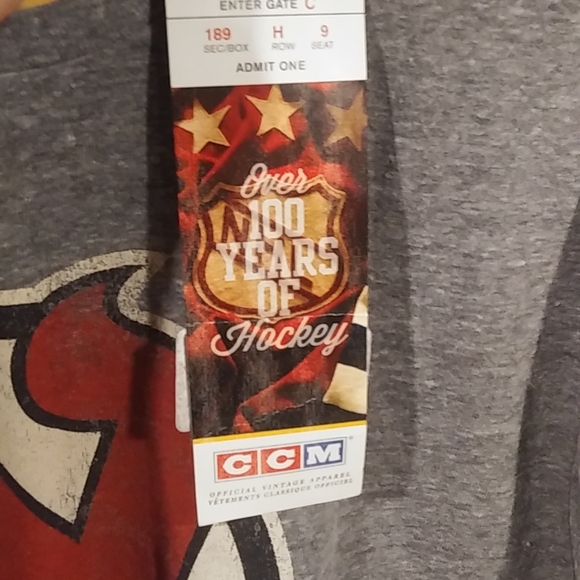 ENTER GATE C
189 H 9
SEC/BOX ROW SEAT
ADMIT ONE
Over
100
YEARS
OF
Hockey
CCM®
OFFICIAL VINTAGE APPAREL
VÊTEMENTS CLASSIQUE OFFICIEL